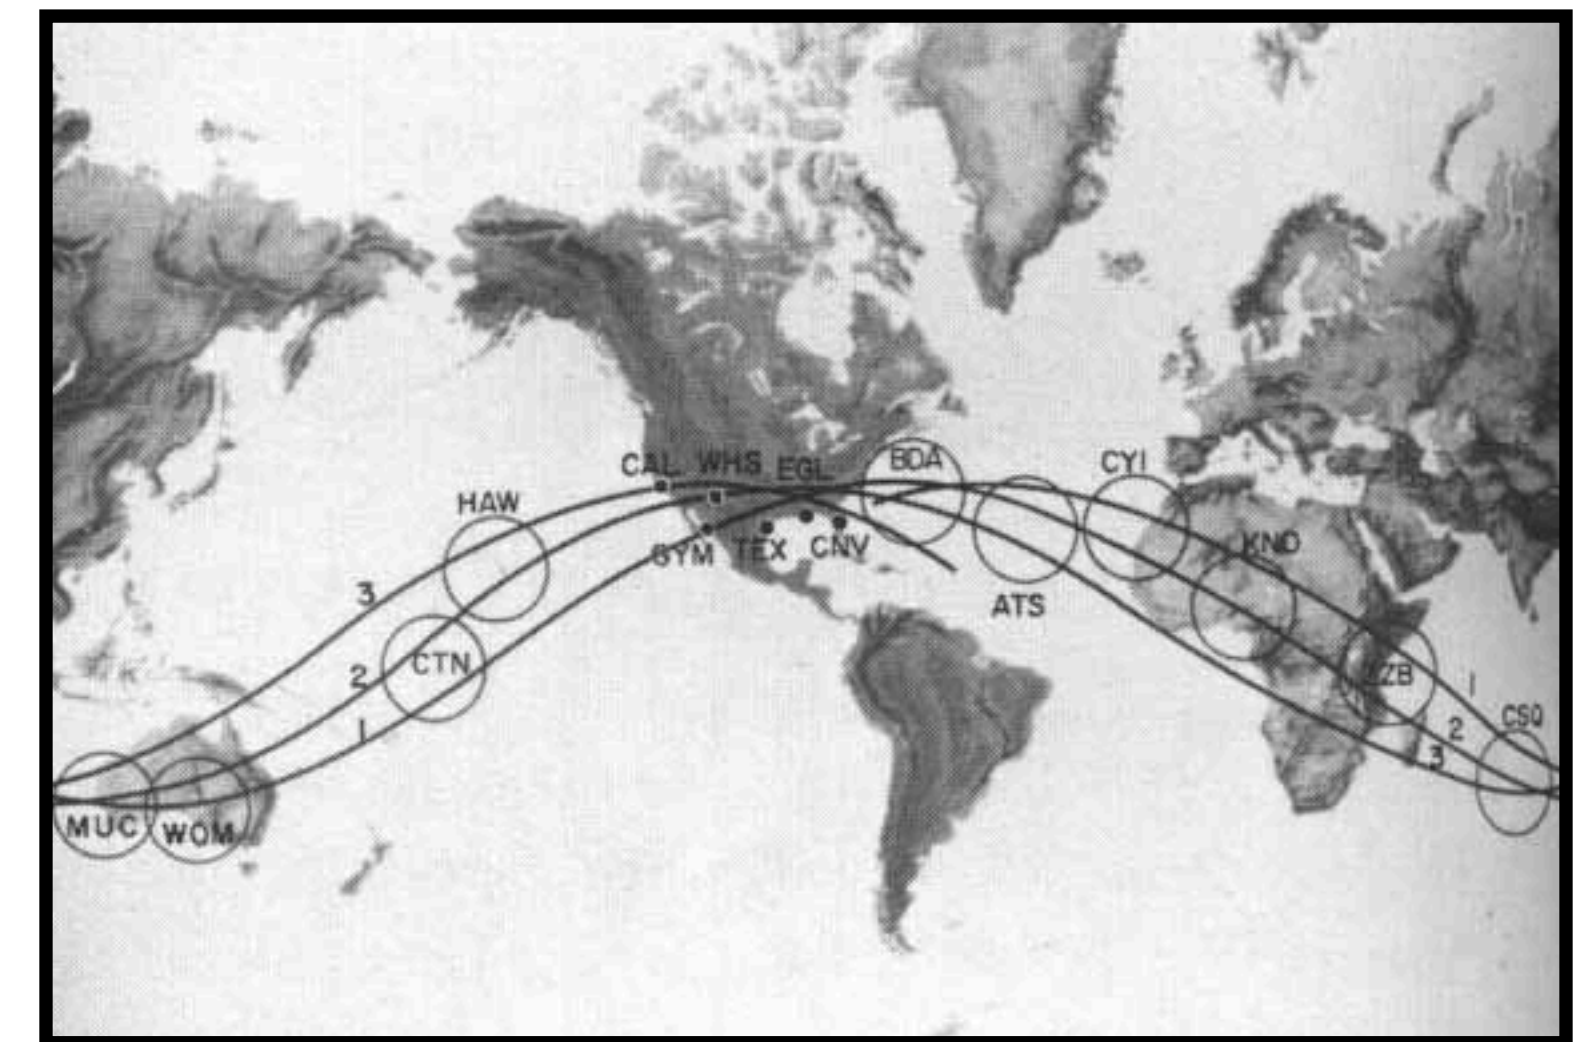 CAL WHS EGL BDA CYI
HAW
GYM TEX CNV KNO
3 ATS
2 CTN ZZB 1
1 CSQ
2
3
MUC WOM